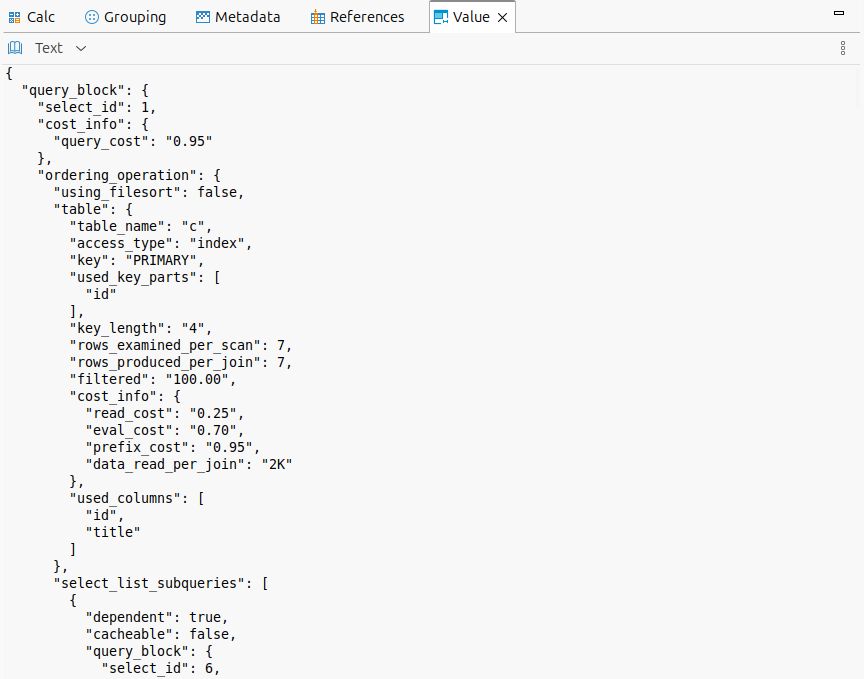 Calc Grouping Metadata References Value
Text
{
  "query_block": {
    "select_id": 1,
    "cost_info": {
      "query_cost": "0.95"
    },
    "ordering_operation": {
      "using_filesort": false,
      "table": {
        "table_name": "c",
        "access_type": "index",
        "key": "PRIMARY",
        "used_key_parts": [
          "id"
        ],
        "key_length": "4",
        "rows_examined_per_scan": 7,
        "rows_produced_per_join": 7,
        "filtered": "100.00",
        "cost_info": {
          "read_cost": "0.25",
          "eval_cost": "0.70",
          "prefix_cost": "0.95",
          "data_read_per_join": "2K"
        },
        "used_columns": [
          "id",
          "title"
        ]
      },
      "select_list_subqueries": [
        {
          "dependent": true,
          "cacheable": false,
          "query_block": {
            "select_id": 6,